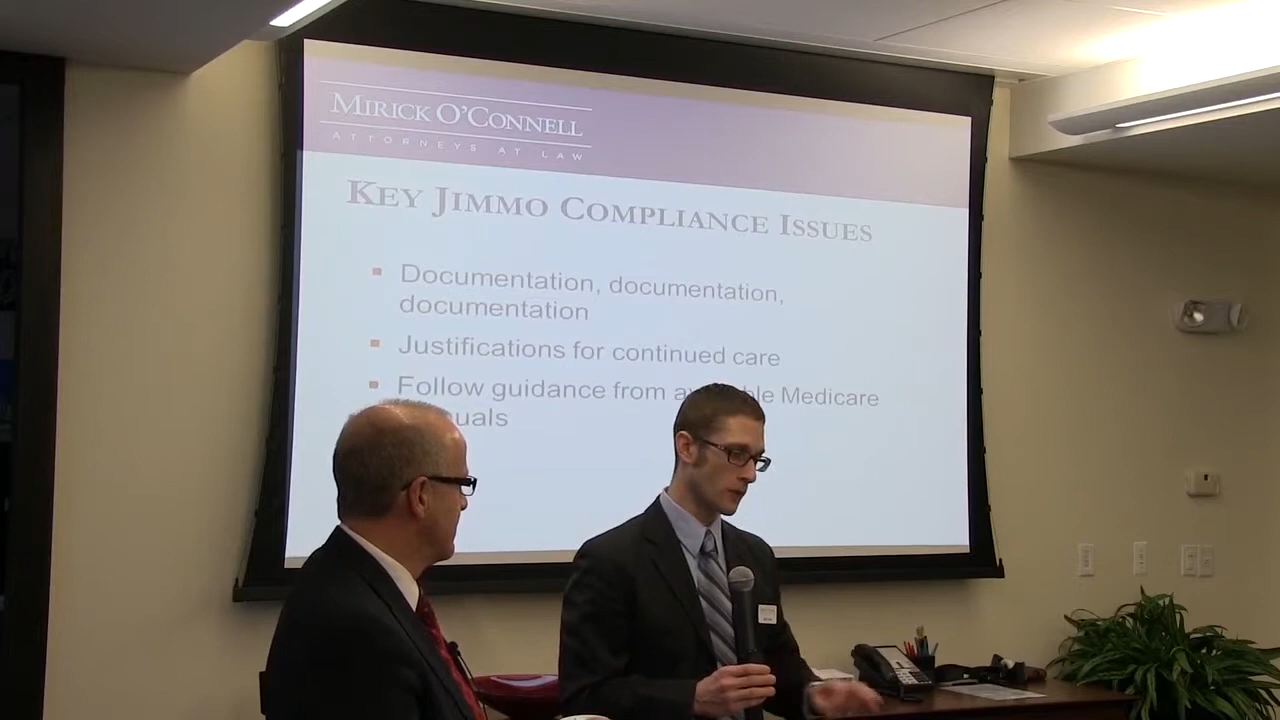 MIRICK O'CONNELL
ATTORNEYS AT LAW
KEY JIMMO COMPLIANCE ISSUES
Documentation, documentation,
documentation
Justifications for continued care
Follow guidance from Medicare